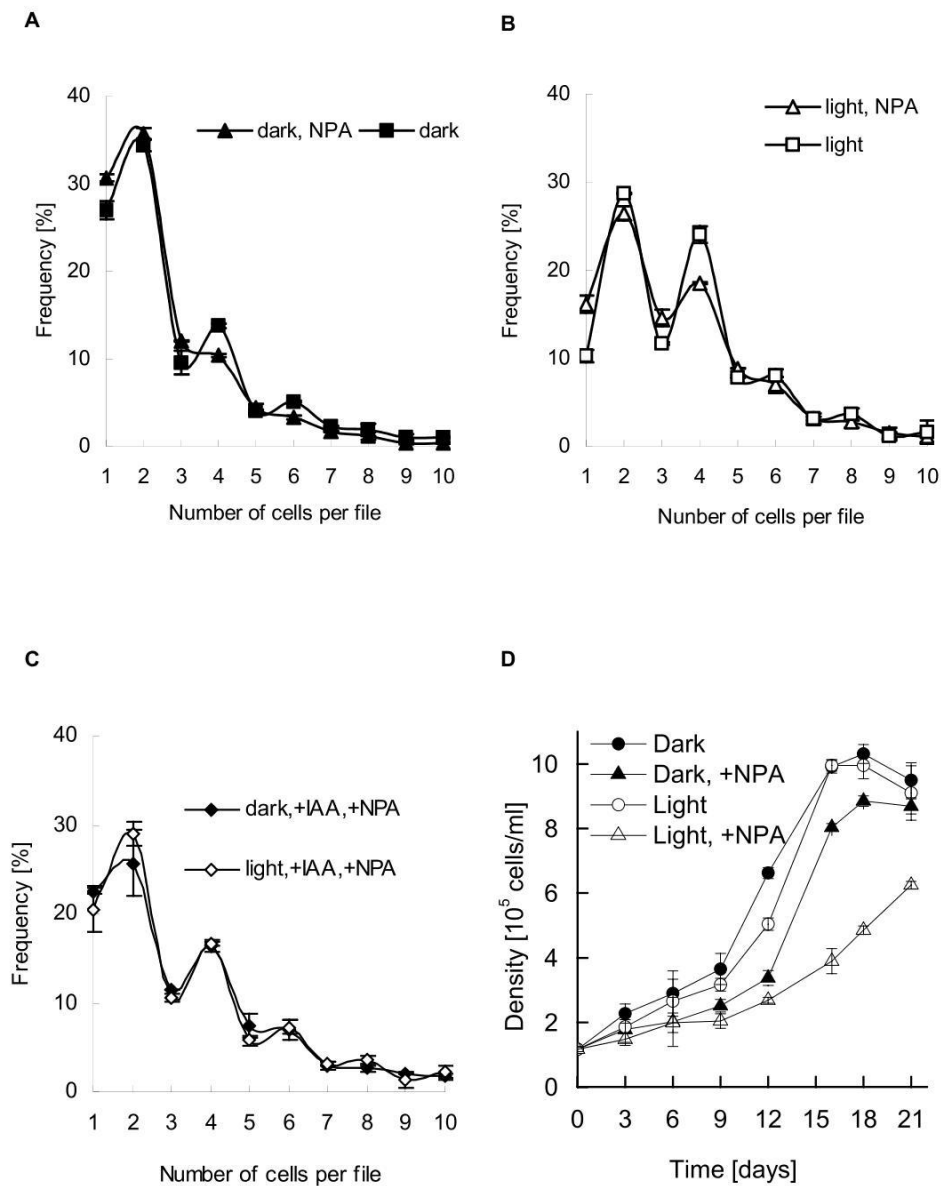 A
40
30
20
10
0
Frequency [%]
dark, NPA dark
1 2 3 4 5 6 7 8 9 10
Number of cells per file
B
40
30
20
10
0
Frequency [%]
light, NPA
light
1 2 3 4 5 6 7 8 9 10
Nunber of cells per file
C
40
30
20
10
0
Frequency [%]
dark,+IAA,+NPA
light,+IAA,+NPA
1 2 3 4 5 6 7 8 9 10
Number of cells per file
D
10
8
6
4
2
0
Density [10⁵ cells/ml]
Dark
Dark, +NPA
Light
Light, +NPA
0 3 6 9 12 15 18 21
Time [days]